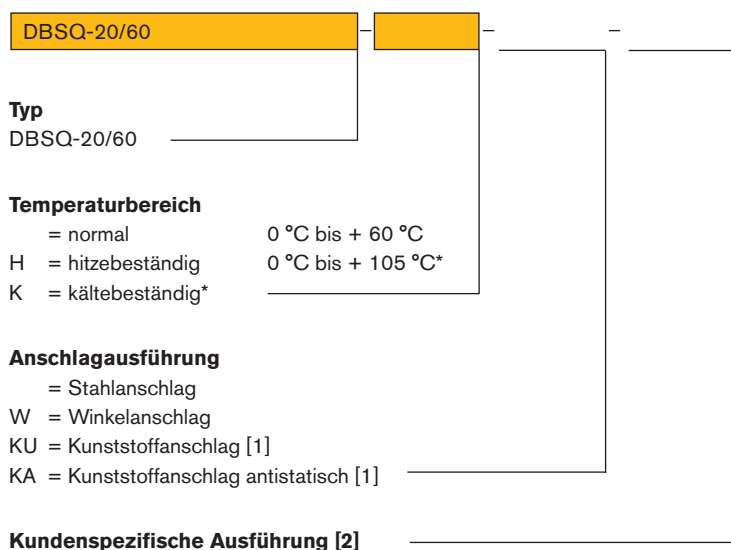 DBSQ-20/60 – – –
Typ
DBSQ-20/60
Temperaturbereich
= normal 0 °C bis + 60 °C
H = hitzebeständig 0 °C bis + 105 °C*
K = kältebeständig*
Anschlagausführung
= Stahlanschlag
W = Winkelanschlag
KU = Kunststoffanschlag [1]
KA = Kunststoffanschlag antistatisch [1]
Kundenspezifische Ausführung [2]